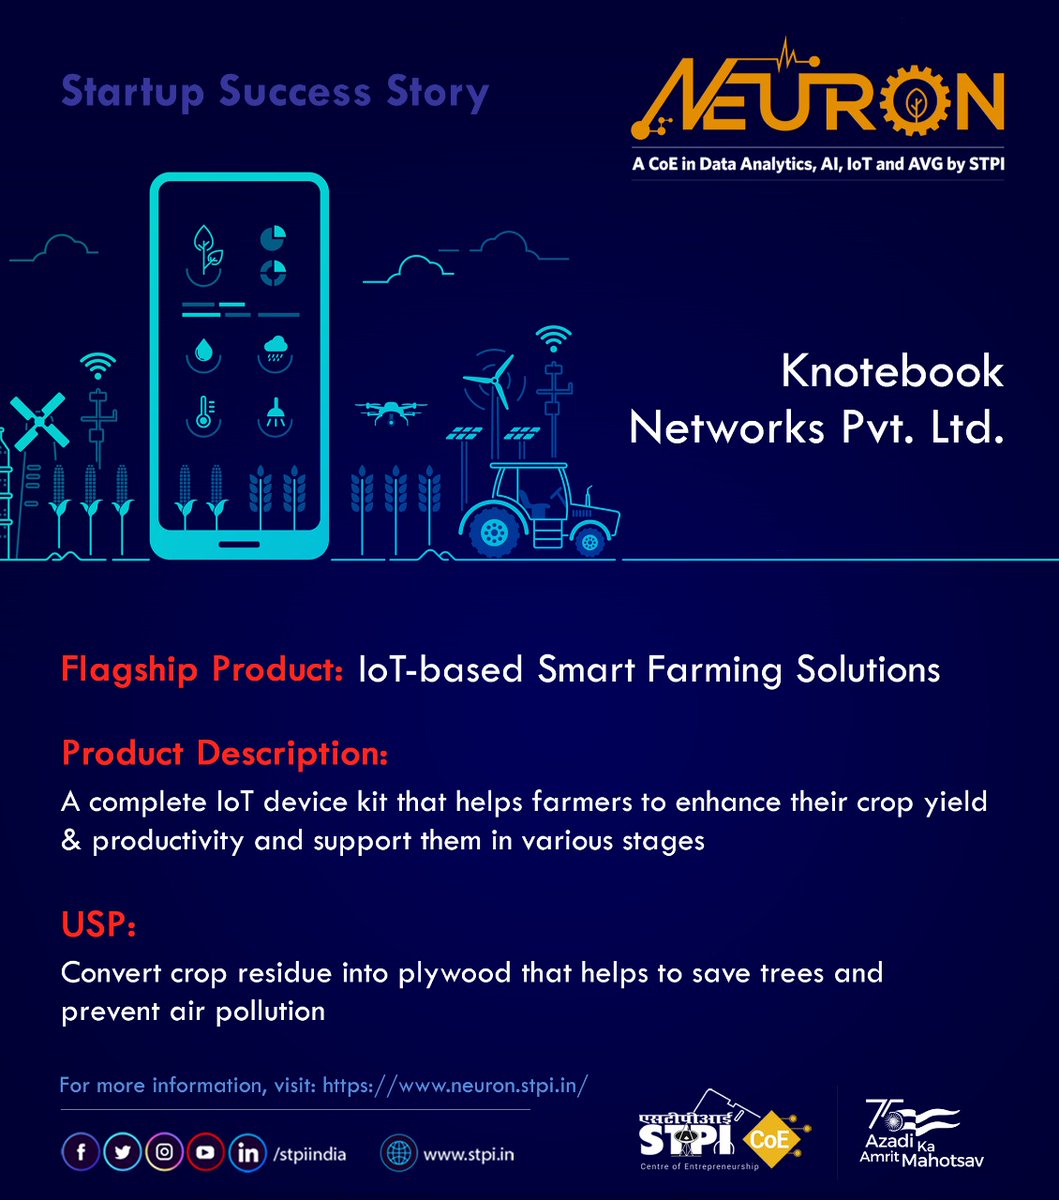 Startup Success Story
NEURON
A CoE in Data Analytics, AI, IoT and AVG by STPI
Knotebook
Networks Pvt. Ltd.
Flagship Product: IoT-based Smart Farming Solutions
Product Description:
A complete IoT device kit that helps farmers to enhance their crop yield
& productivity and support them in various stages
USP:
Convert crop residue into plywood that helps to save trees and
prevent air pollution
For more information, visit: https://www.neuron.stpi.in/
/stpiindia
www.stpi.in
एसटीपीआई
STPI
CoE
Centre of Entrepreneurship
75
Azadi
Ka
Amrit
Mahotsav